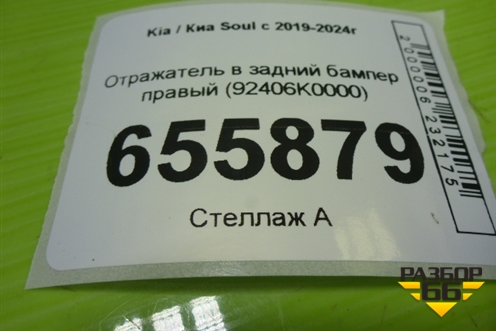 Kia / Киа Soul с 2019-2024г
Отражатель в задний бампер
правый (92406K0000)
655879
Стеллаж А
2000006232175
РАЗБОР
66